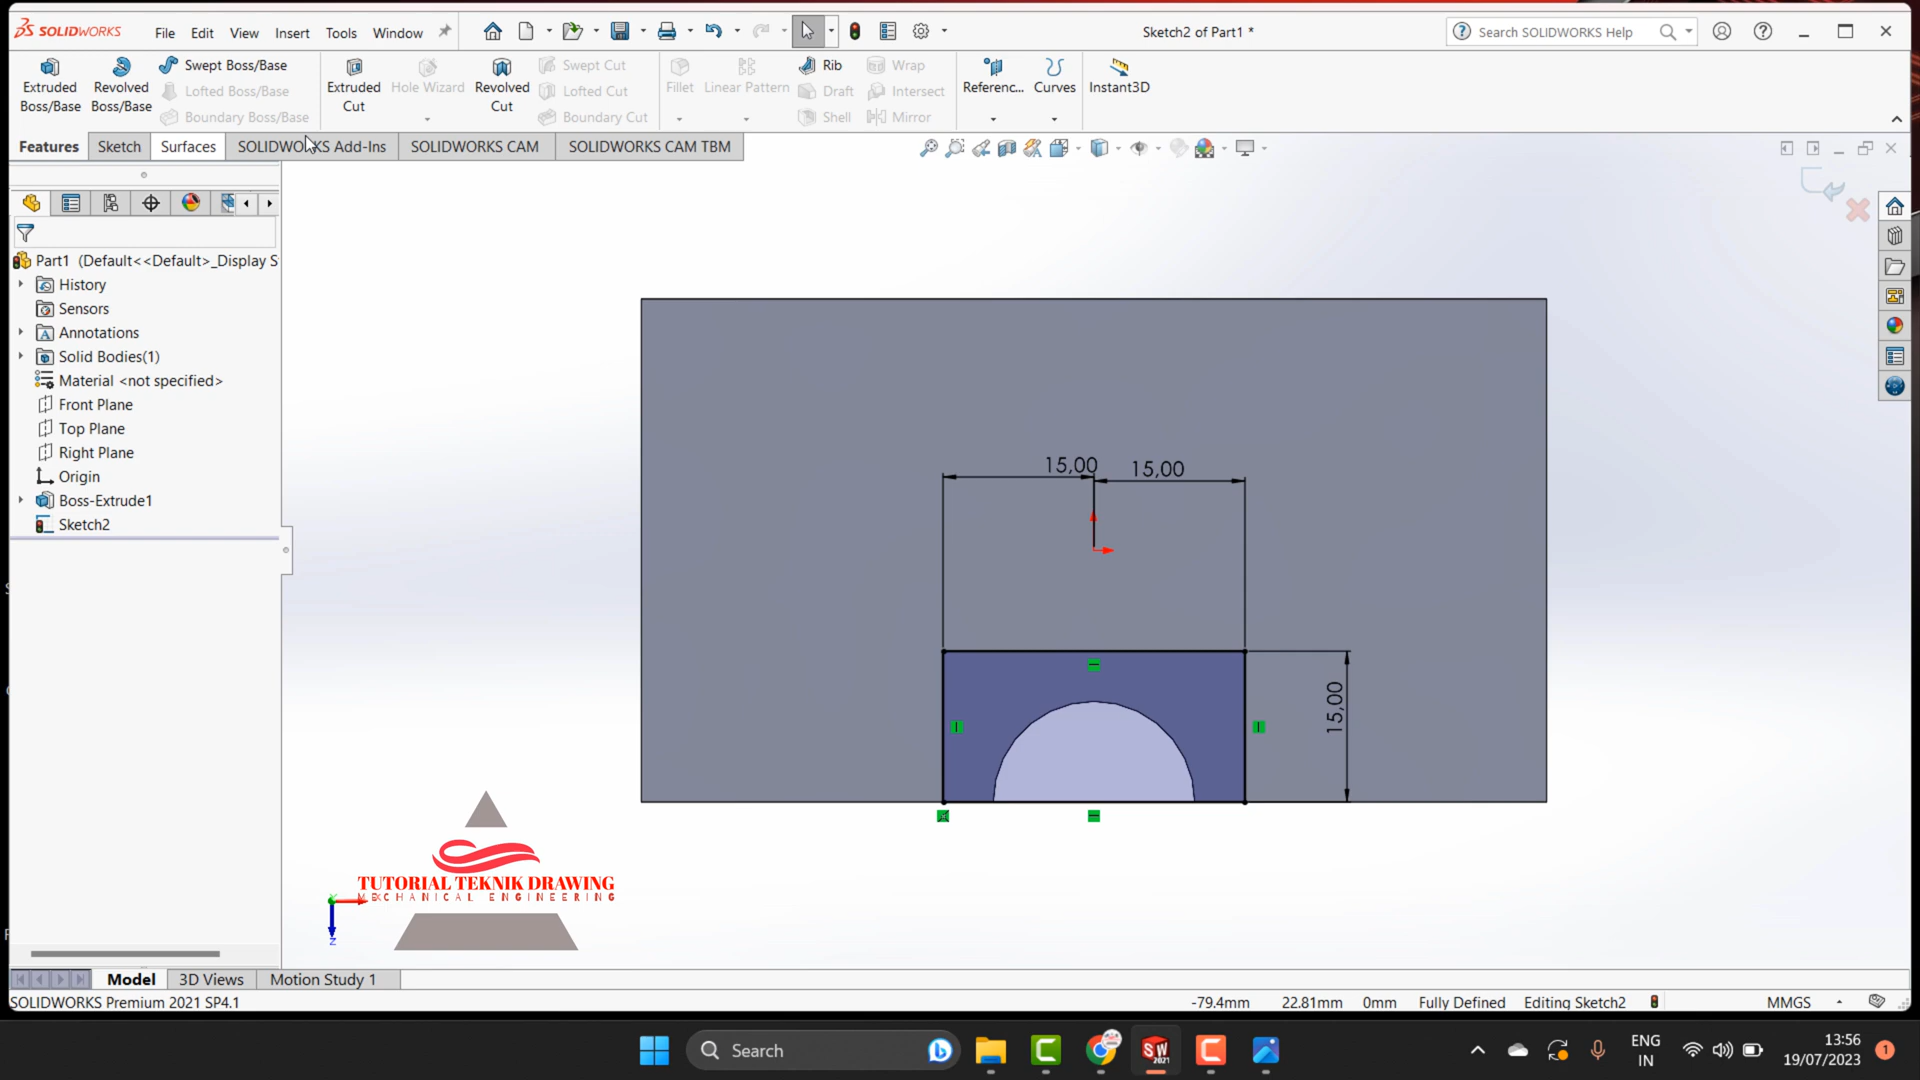 SOLIDWORKS
File
Edit
View
Insert
Tools
Window
Sketch2 of Part1 *
Search SOLIDWORKS Help
Extruded Boss/Base
Revolved Boss/Base
Swept Boss/Base
Lofted Boss/Base
Boundary Boss/Base
Extruded Cut
Hole Wizard
Revolved Cut
Swept Cut
Lofted Cut
Boundary Cut
Fillet
Linear Pattern
Rib
Draft
Shell
Wrap
Intersect
Mirror
Referenc...
Curves
Instant3D
Features
Sketch
Surfaces
SOLIDWORKS Add-Ins
SOLIDWORKS CAM
SOLIDWORKS CAM TBM
Part1 (Default<<Default>_Display S
History
Sensors
Annotations
Solid Bodies(1)
Material <not specified>
Front Plane
Top Plane
Right Plane
Origin
Boss-Extrude1
Sketch2
15,00
15,00
15,00
TUTORIAL TEKNIK DRAWING
MECHANICAL ENGINEERING
Z
Model
3D Views
Motion Study 1
SOLIDWORKS Premium 2021 SP4.1
-79.4mm
22.81mm
0mm
Fully Defined
Editing Sketch2
MMGS
Search
SW
2021
ENG
IN
13:56
19/07/2023
1